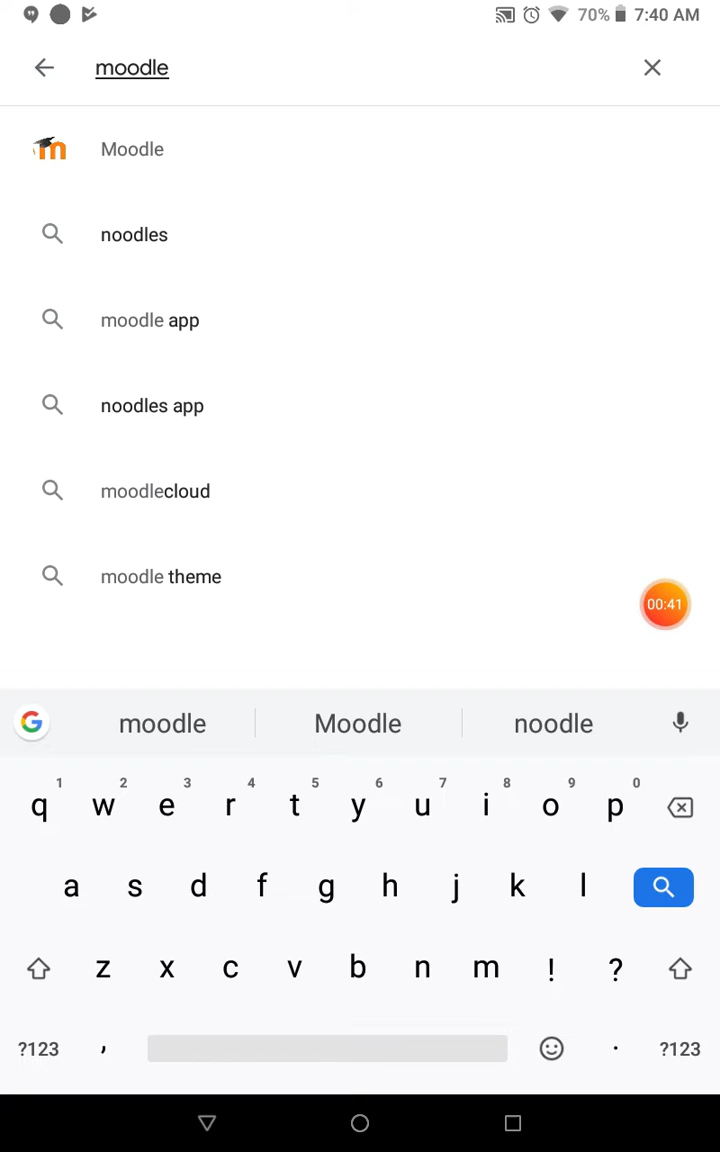 70% 7:40 AM
moodle
Moodle
noodles
moodle app
noodles app
moodlecloud
moodle theme
00:41
moodle Moodle noodle
1 2 3 4 5 6 7 8 9 0
q w e r t y u i o p
a s d f g h j k l
z x c v b n m ! ?
?123 , . ?123